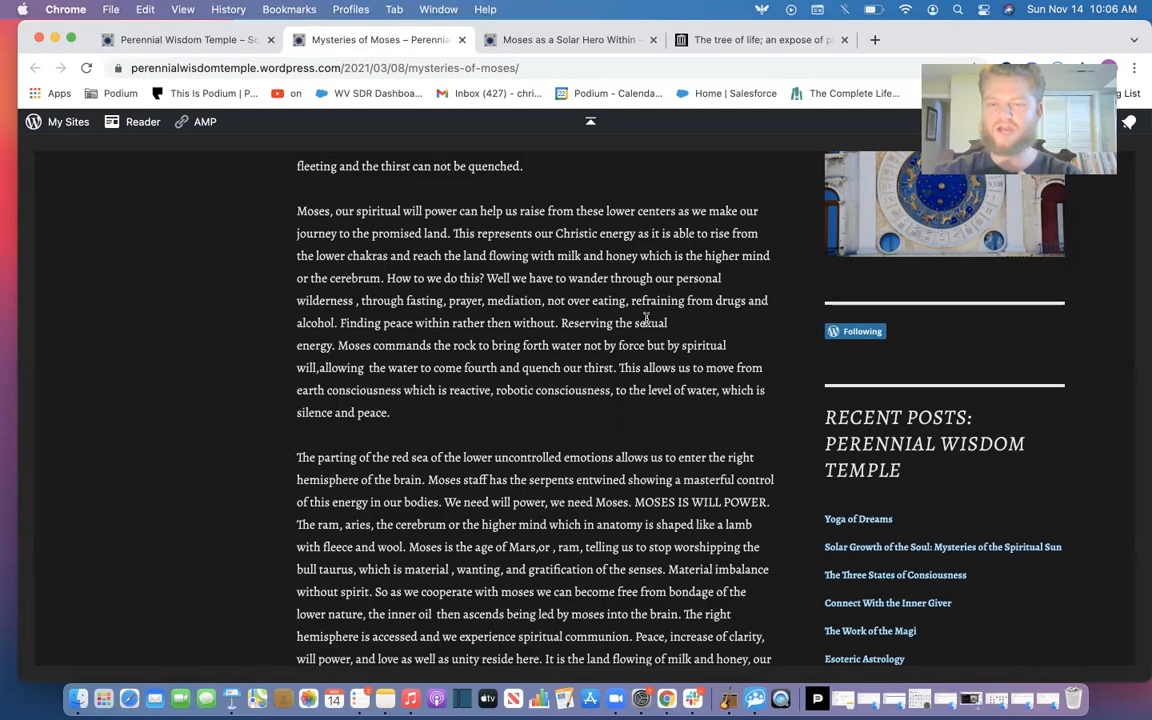 Chrome File Edit View History Bookmarks Profiles Tab Window Help Sun Nov 14 10:06 AM
Perennial Wisdom Temple – Sc Mysteries of Moses – Perennia Moses as a Solar Hero Within – The tree of life; an expose of p
perennialwisdomtemple.wordpress.com/2021/03/08/mysteries-of-moses/
Apps Podium This Is Podium | P... on WV SDR Dashboa... Inbox (427) – chri... Podium - Calenda... Home | Salesforce The Complete Life... g List
My Sites Reader AMP
fleeting and the thirst can not be quenched.
Moses, our spiritual will power can help us raise from these lower centers as we make our
journey to the promised land. This represents our Christic energy as it is able to rise from
the lower chakras and reach the land flowing with milk and honey which is the higher mind
or the cerebrum. How to we do this? Well we have to wander through our personal
wilderness , through fasting, prayer, mediation, not over eating, refraining from drugs and
alcohol. Finding peace within rather then without. Reserving the sexual
energy. Moses commands the rock to bring forth water not by force but by spiritual
will,allowing the water to come fourth and quench our thirst. This allows us to move from
earth consciousness which is reactive, robotic consciousness, to the level of water, which is
silence and peace.
The parting of the red sea of the lower uncontrolled emotions allows us to enter the right
hemisphere of the brain. Moses staff has the serpents entwined showing a masterful control
of this energy in our bodies. We need will power, we need Moses. MOSES IS WILL POWER.
The ram, aries, the cerebrum or the higher mind which in anatomy is shaped like a lamb
with fleece and wool. Moses is the age of Mars,or , ram, telling us to stop worshipping the
bull taurus, which is material , wanting, and gratification of the senses. Material imbalance
without spirit. So as we cooperate with moses we can become free from bondage of the
lower nature, the inner oil then ascends being led by moses into the brain. The right
hemisphere is accessed and we experience spiritual communion. Peace, increase of clarity,
will power, and love as well as unity reside here. It is the land flowing of milk and honey, our
Following
RECENT POSTS:
PERENNIAL WISDOM
TEMPLE
Yoga of Dreams
Solar Growth of the Soul: Mysteries of the Spiritual Sun
The Three States of Consiousness
Connect With the Inner Giver
The Work of the Magi
Esoteric Astrology
NOV
14